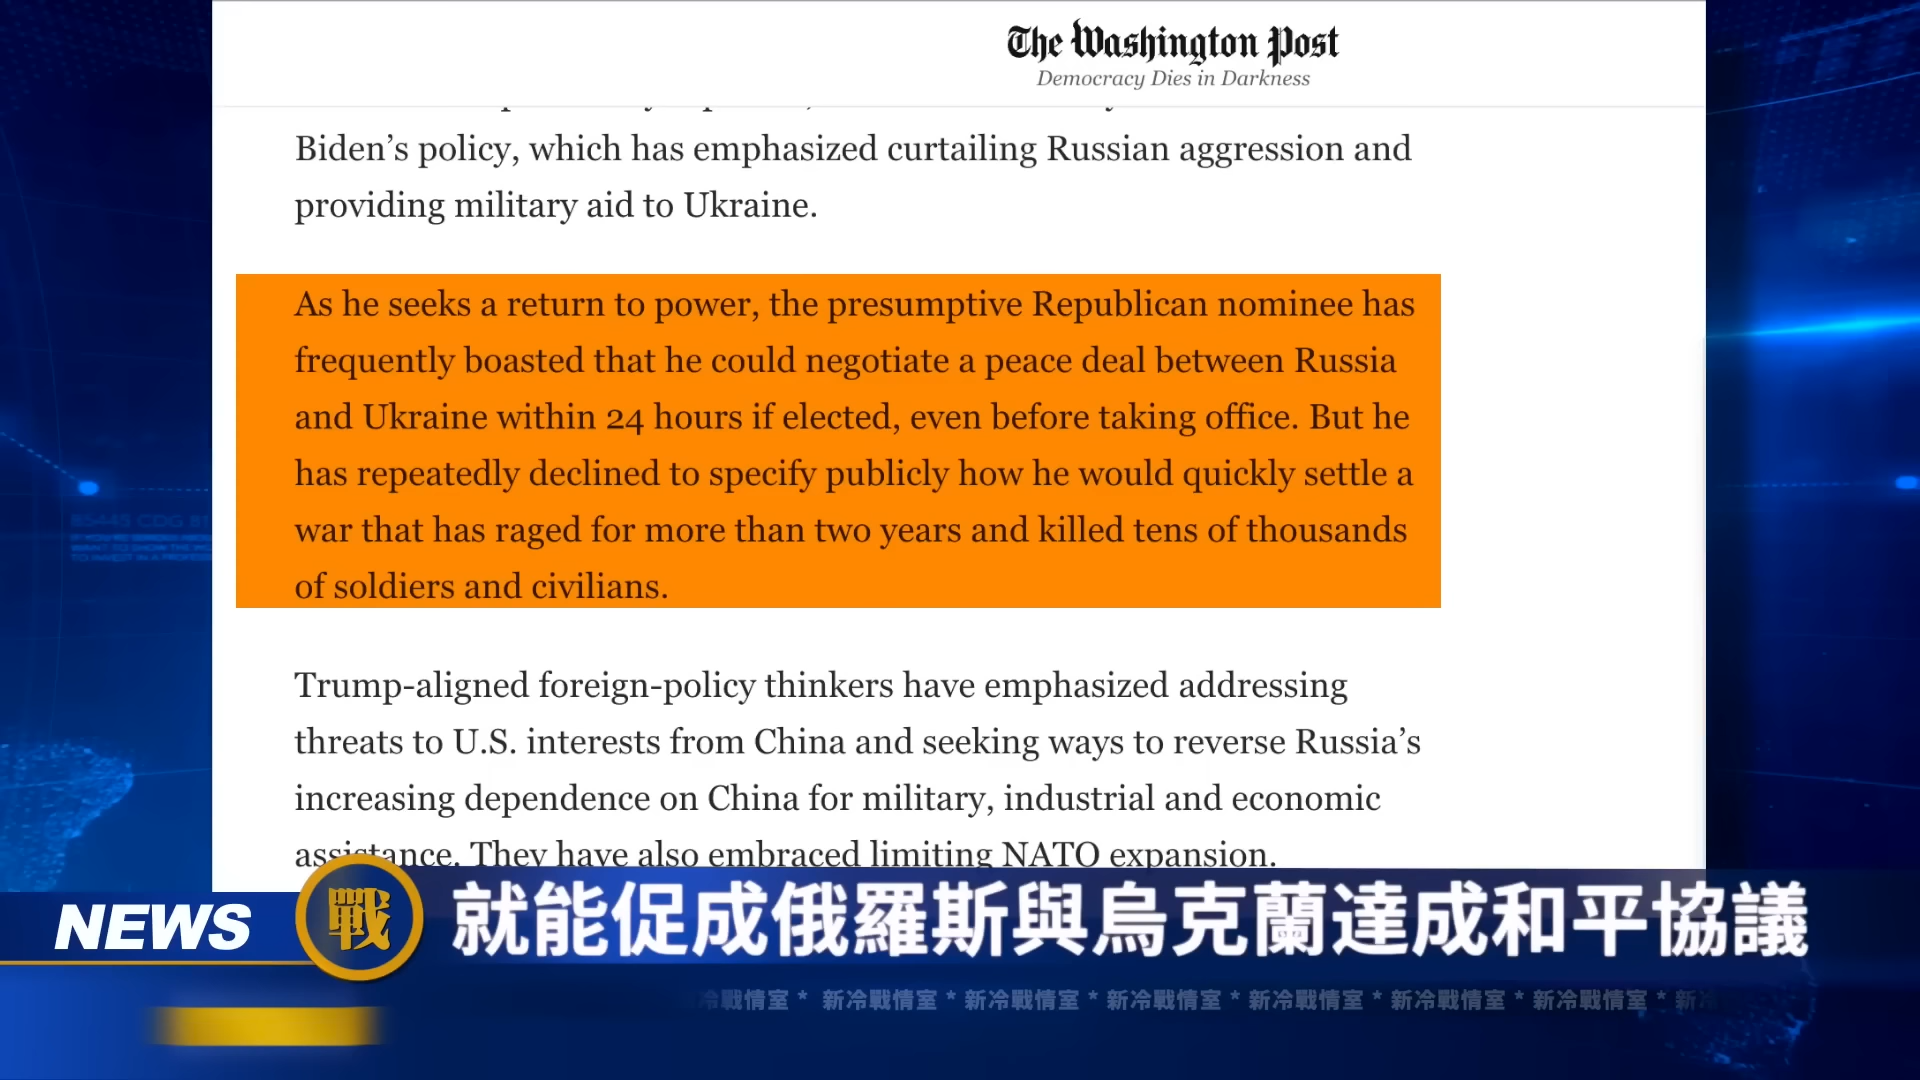 The Washington Post
Democracy Dies in Darkness
Biden’s policy, which has emphasized curtailing Russian aggression and
providing military aid to Ukraine.
As he seeks a return to power, the presumptive Republican nominee has
frequently boasted that he could negotiate a peace deal between Russia
and Ukraine within 24 hours if elected, even before taking office. But he
has repeatedly declined to specify publicly how he would quickly settle a
war that has raged for more than two years and killed tens of thousands
of soldiers and civilians.
Trump-aligned foreign-policy thinkers have emphasized addressing
threats to U.S. interests from China and seeking ways to reverse Russia’s
increasing dependence on China for military, industrial and economic
assistance. They have also embraced limiting NATO expansion.
NEWS
戰
就能促成俄羅斯與烏克蘭達成和平協議
冷戰情室 * 新冷戰情室 * 新冷戰情室 * 新冷戰情室 * 新冷戰情室 * 新冷戰情室 * 新冷戰情室 * 新冷